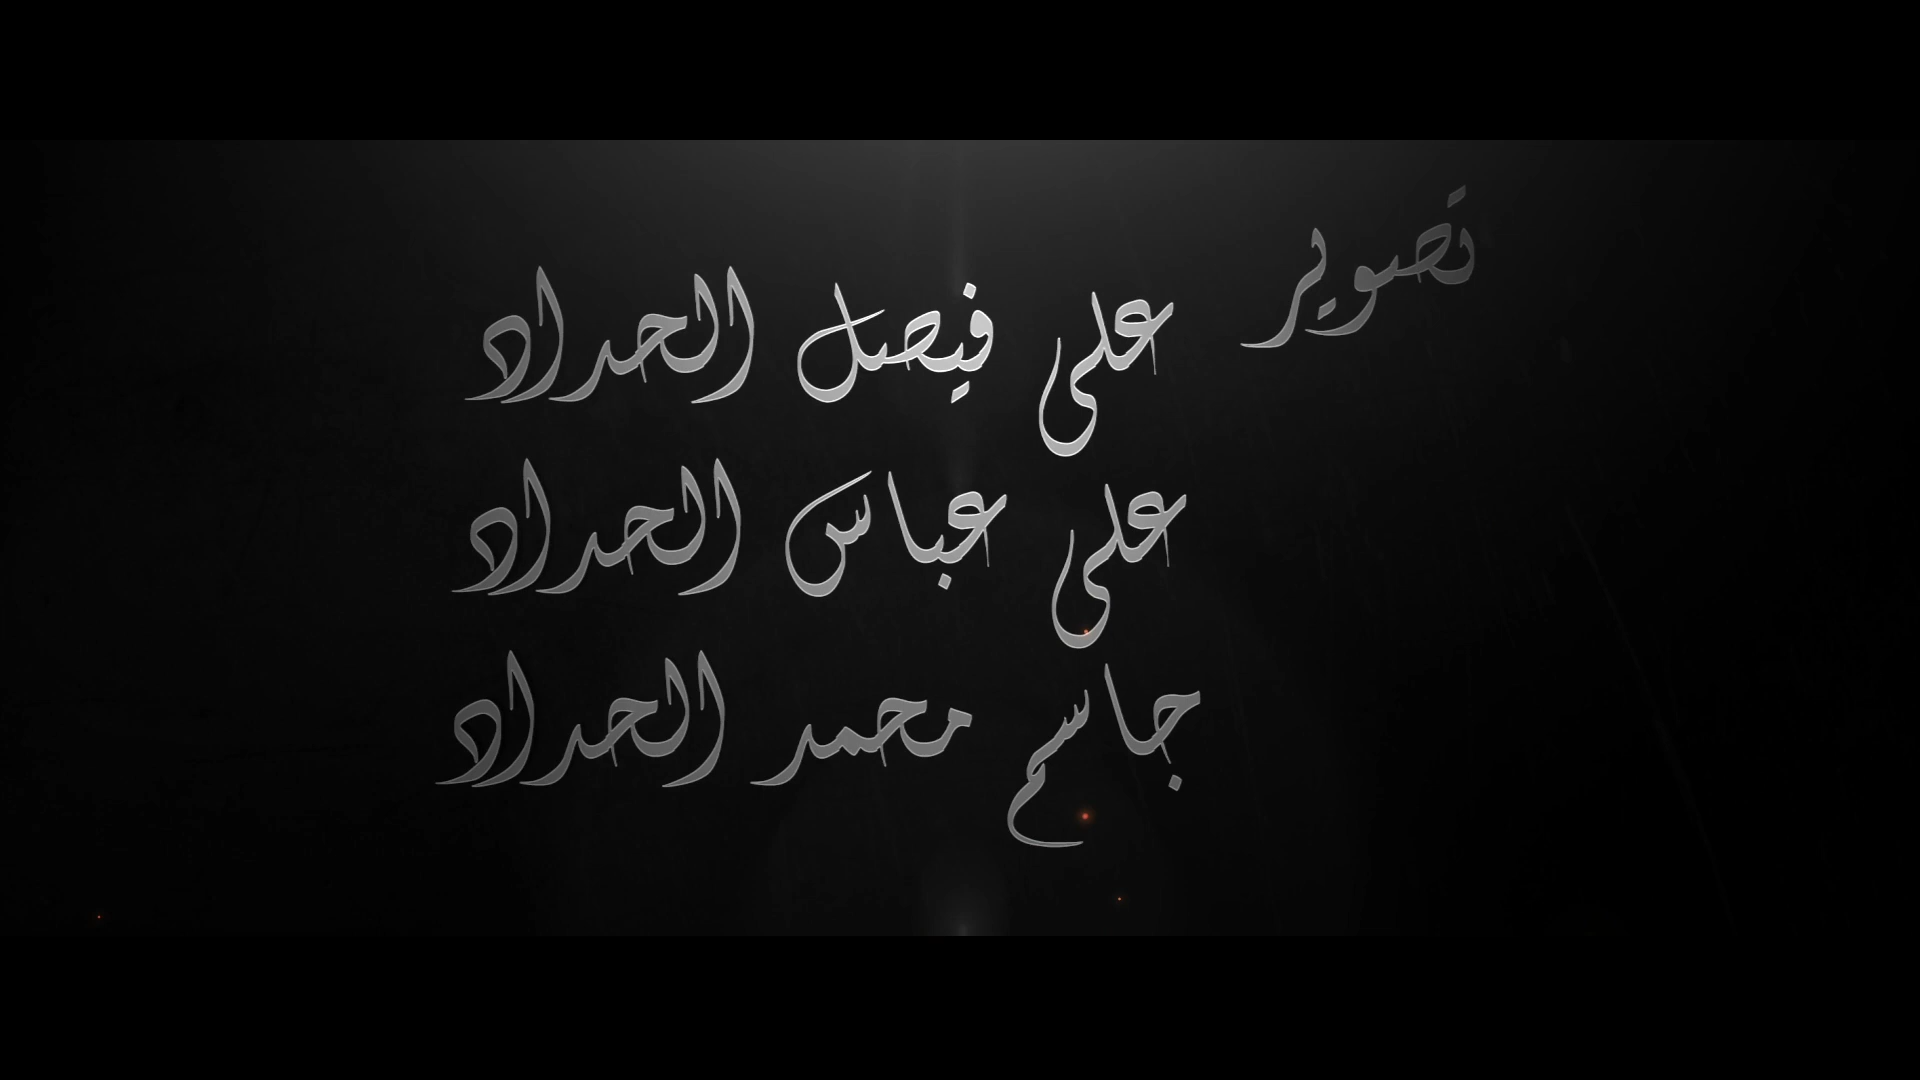 تصوير
على فيصل الحداد
على عباس الحداد
جاسم محمد الحداد